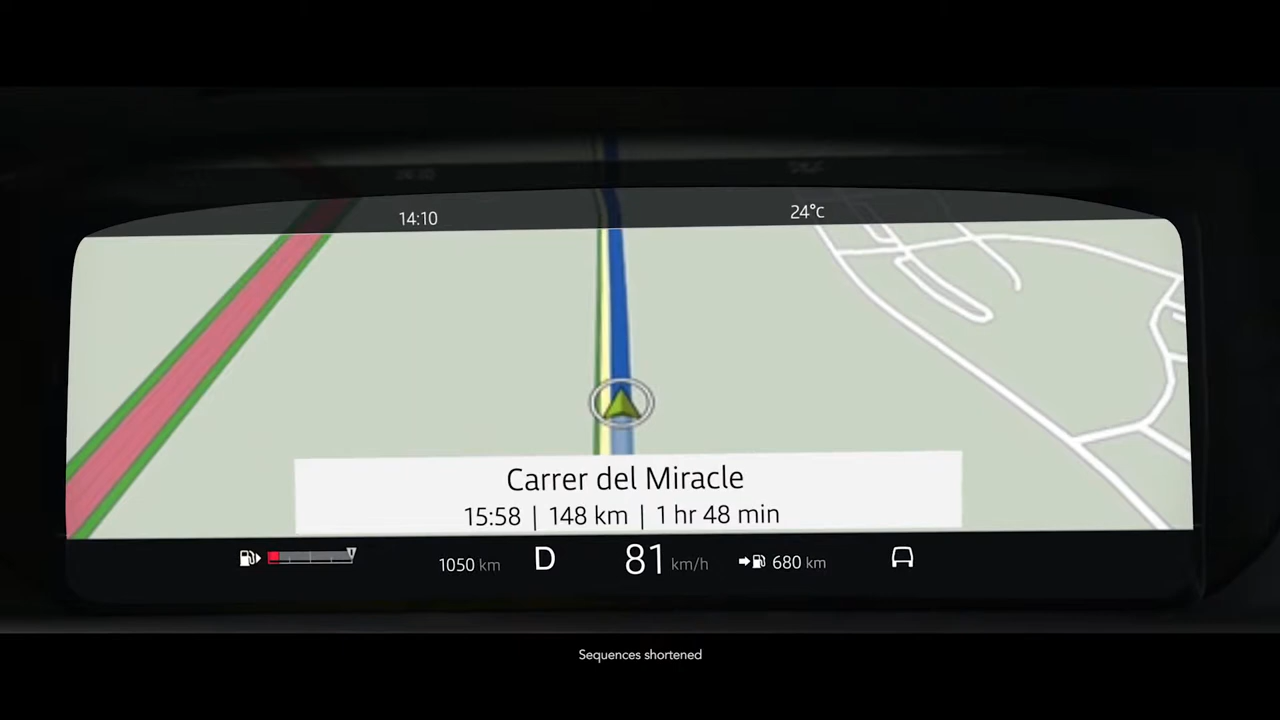 14:10
24°c
Carrer del Miracle
15:58 | 148 km | 1 hr 48 min
1050 km D 81 km/h 680 km
Sequences shortened